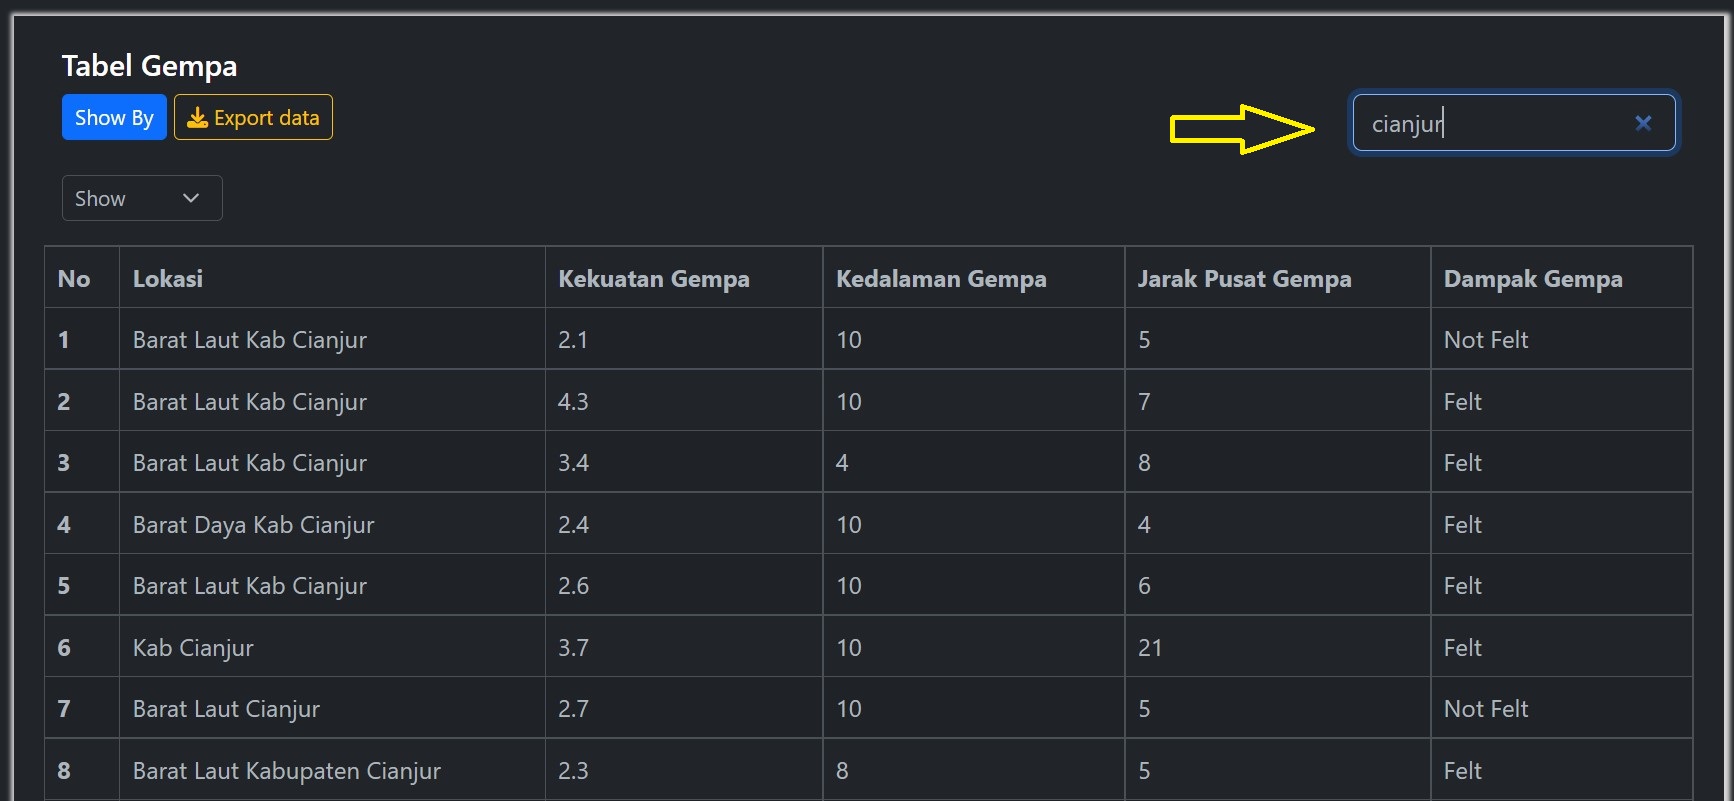 Tabel Gempa
Show By Export data cianjur
Show
No Lokasi Kekuatan Gempa Kedalaman Gempa Jarak Pusat Gempa Dampak Gempa
1 Barat Laut Kab Cianjur 2.1 10 5 Not Felt
2 Barat Laut Kab Cianjur 4.3 10 7 Felt
3 Barat Laut Kab Cianjur 3.4 4 8 Felt
4 Barat Daya Kab Cianjur 2.4 10 4 Felt
5 Barat Laut Kab Cianjur 2.6 10 6 Felt
6 Kab Cianjur 3.7 10 21 Felt
7 Barat Laut Cianjur 2.7 10 5 Not Felt
8 Barat Laut Kabupaten Cianjur 2.3 8 5 Felt